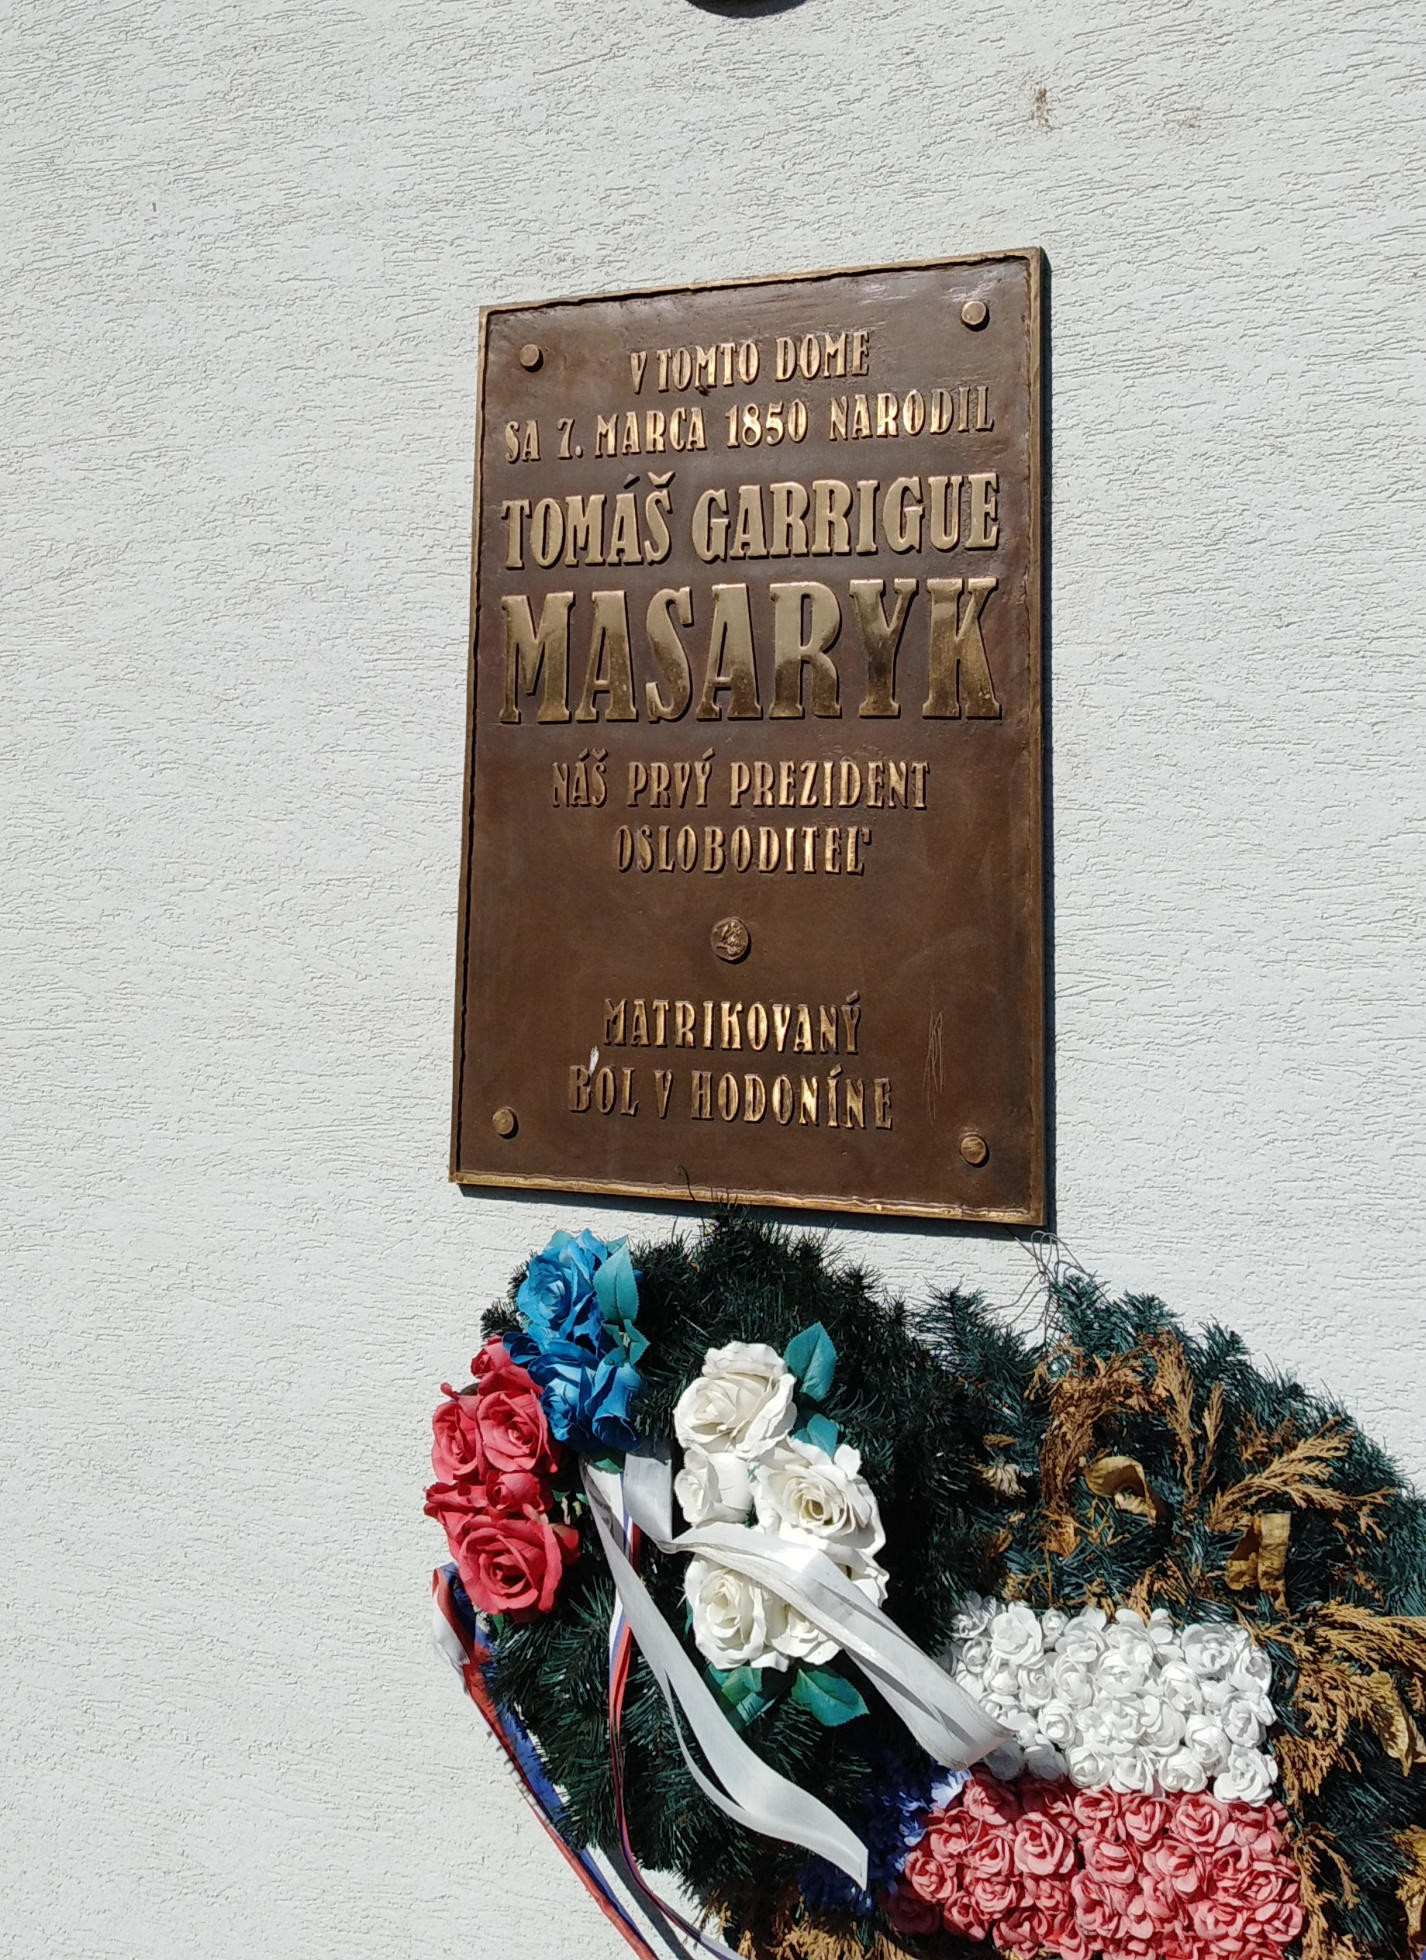 V TOMTO DOME
SA 7. MARCA 1850 NARODIL
TOMÁŠ GARRIGUE
MASARYK
NÁŠ PRVÝ PREZIDENT
OSLOBODITEĽ
MATRIKOVANÝ
BOL V HODONÍNE